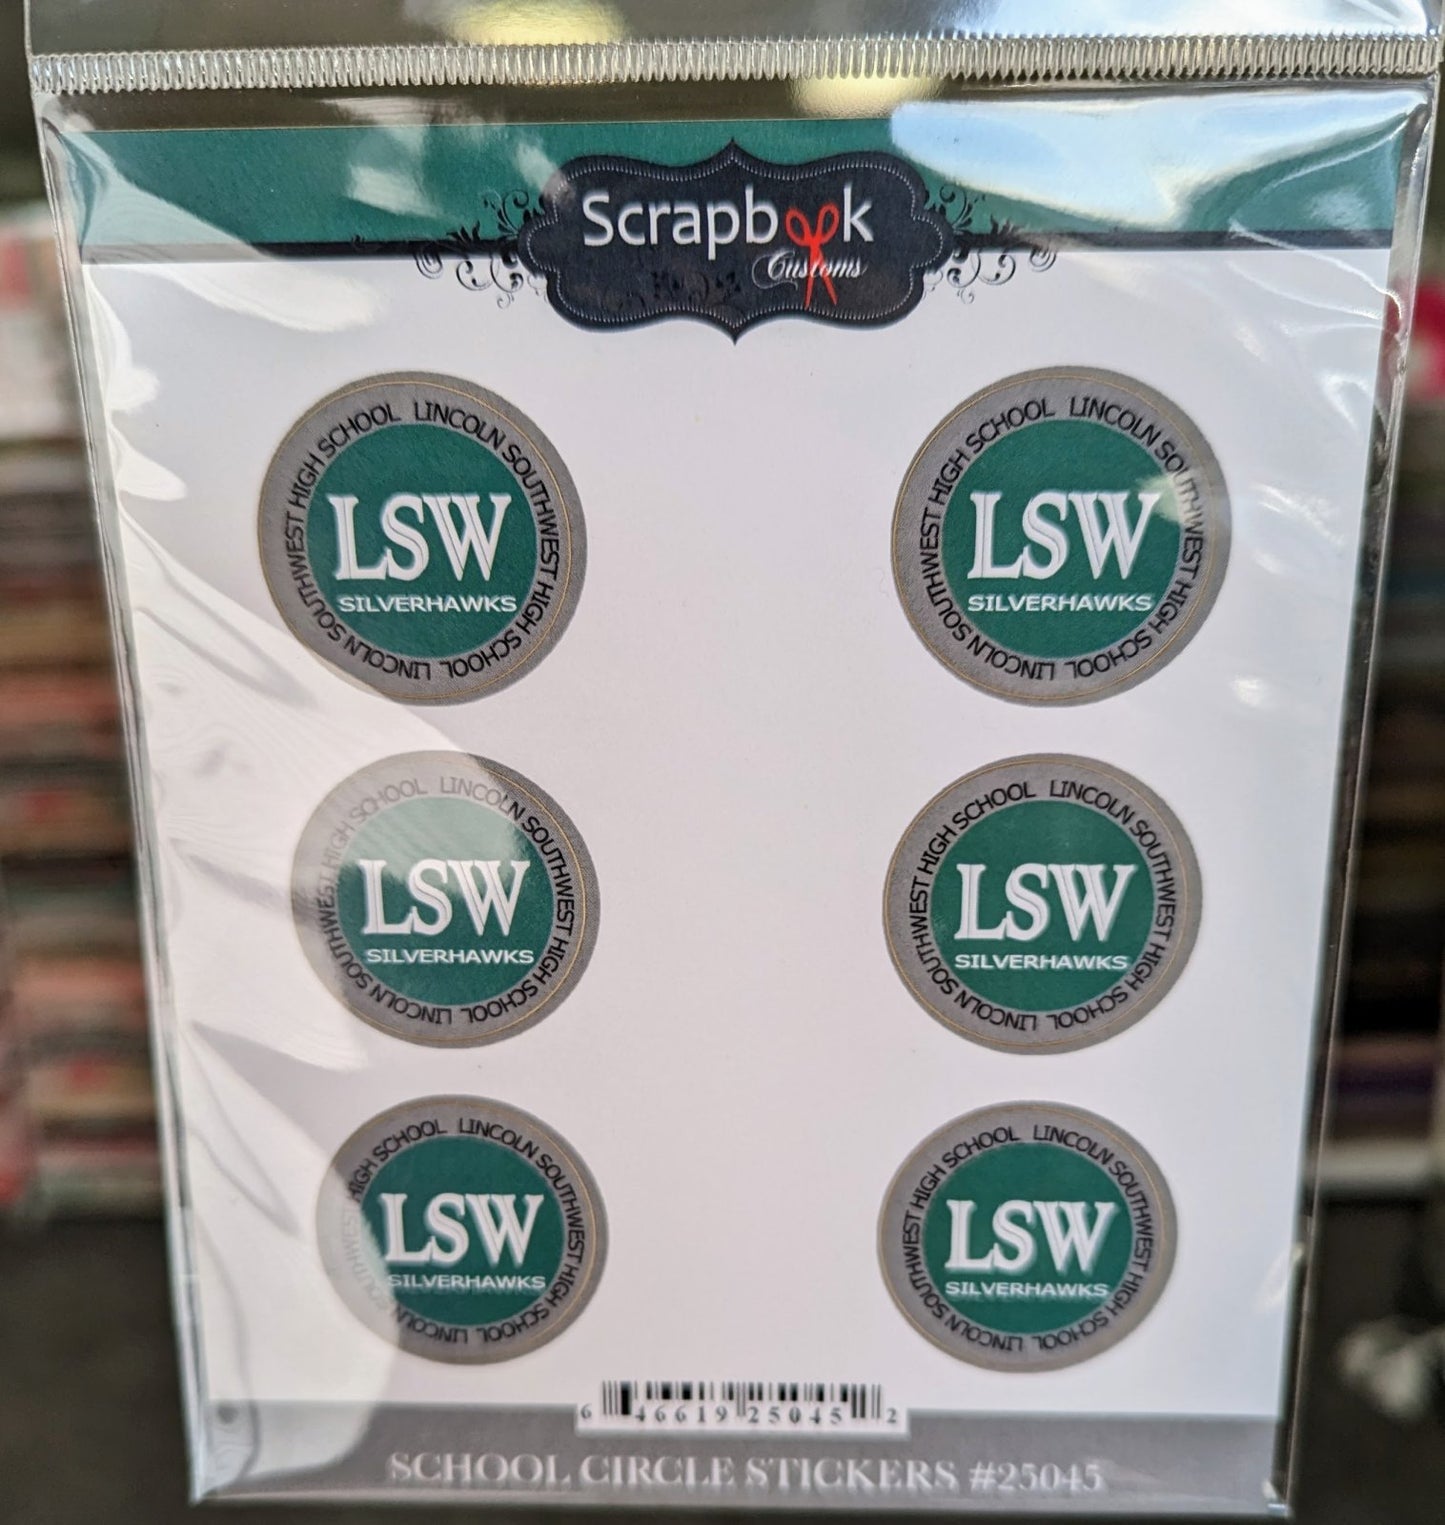 Scrapbook
Customs
LINCOLN SOUTHWEST HIGH SCHOOL LINCOLN SOUTHWEST HIGH SCHOOL
LSW
SILVERHAWKS
LINCOLN SOUTHWEST HIGH SCHOOL LINCOLN SOUTHWEST HIGH SCHOOL
LSW
SILVERHAWKS
LINCOLN SOUTHWEST HIGH SCHOOL LINCOLN SOUTHWEST HIGH SCHOOL
LSW
SILVERHAWKS
LINCOLN SOUTHWEST HIGH SCHOOL LINCOLN SOUTHWEST HIGH SCHOOL
LSW
SILVERHAWKS
LINCOLN SOUTHWEST HIGH SCHOOL LINCOLN SOUTHWEST HIGH SCHOOL
LSW
SILVERHAWKS
LINCOLN SOUTHWEST HIGH SCHOOL LINCOLN SOUTHWEST HIGH SCHOOL
LSW
SILVERHAWKS
6 46619 25045 2
SCHOOL CIRCLE STICKERS #25045